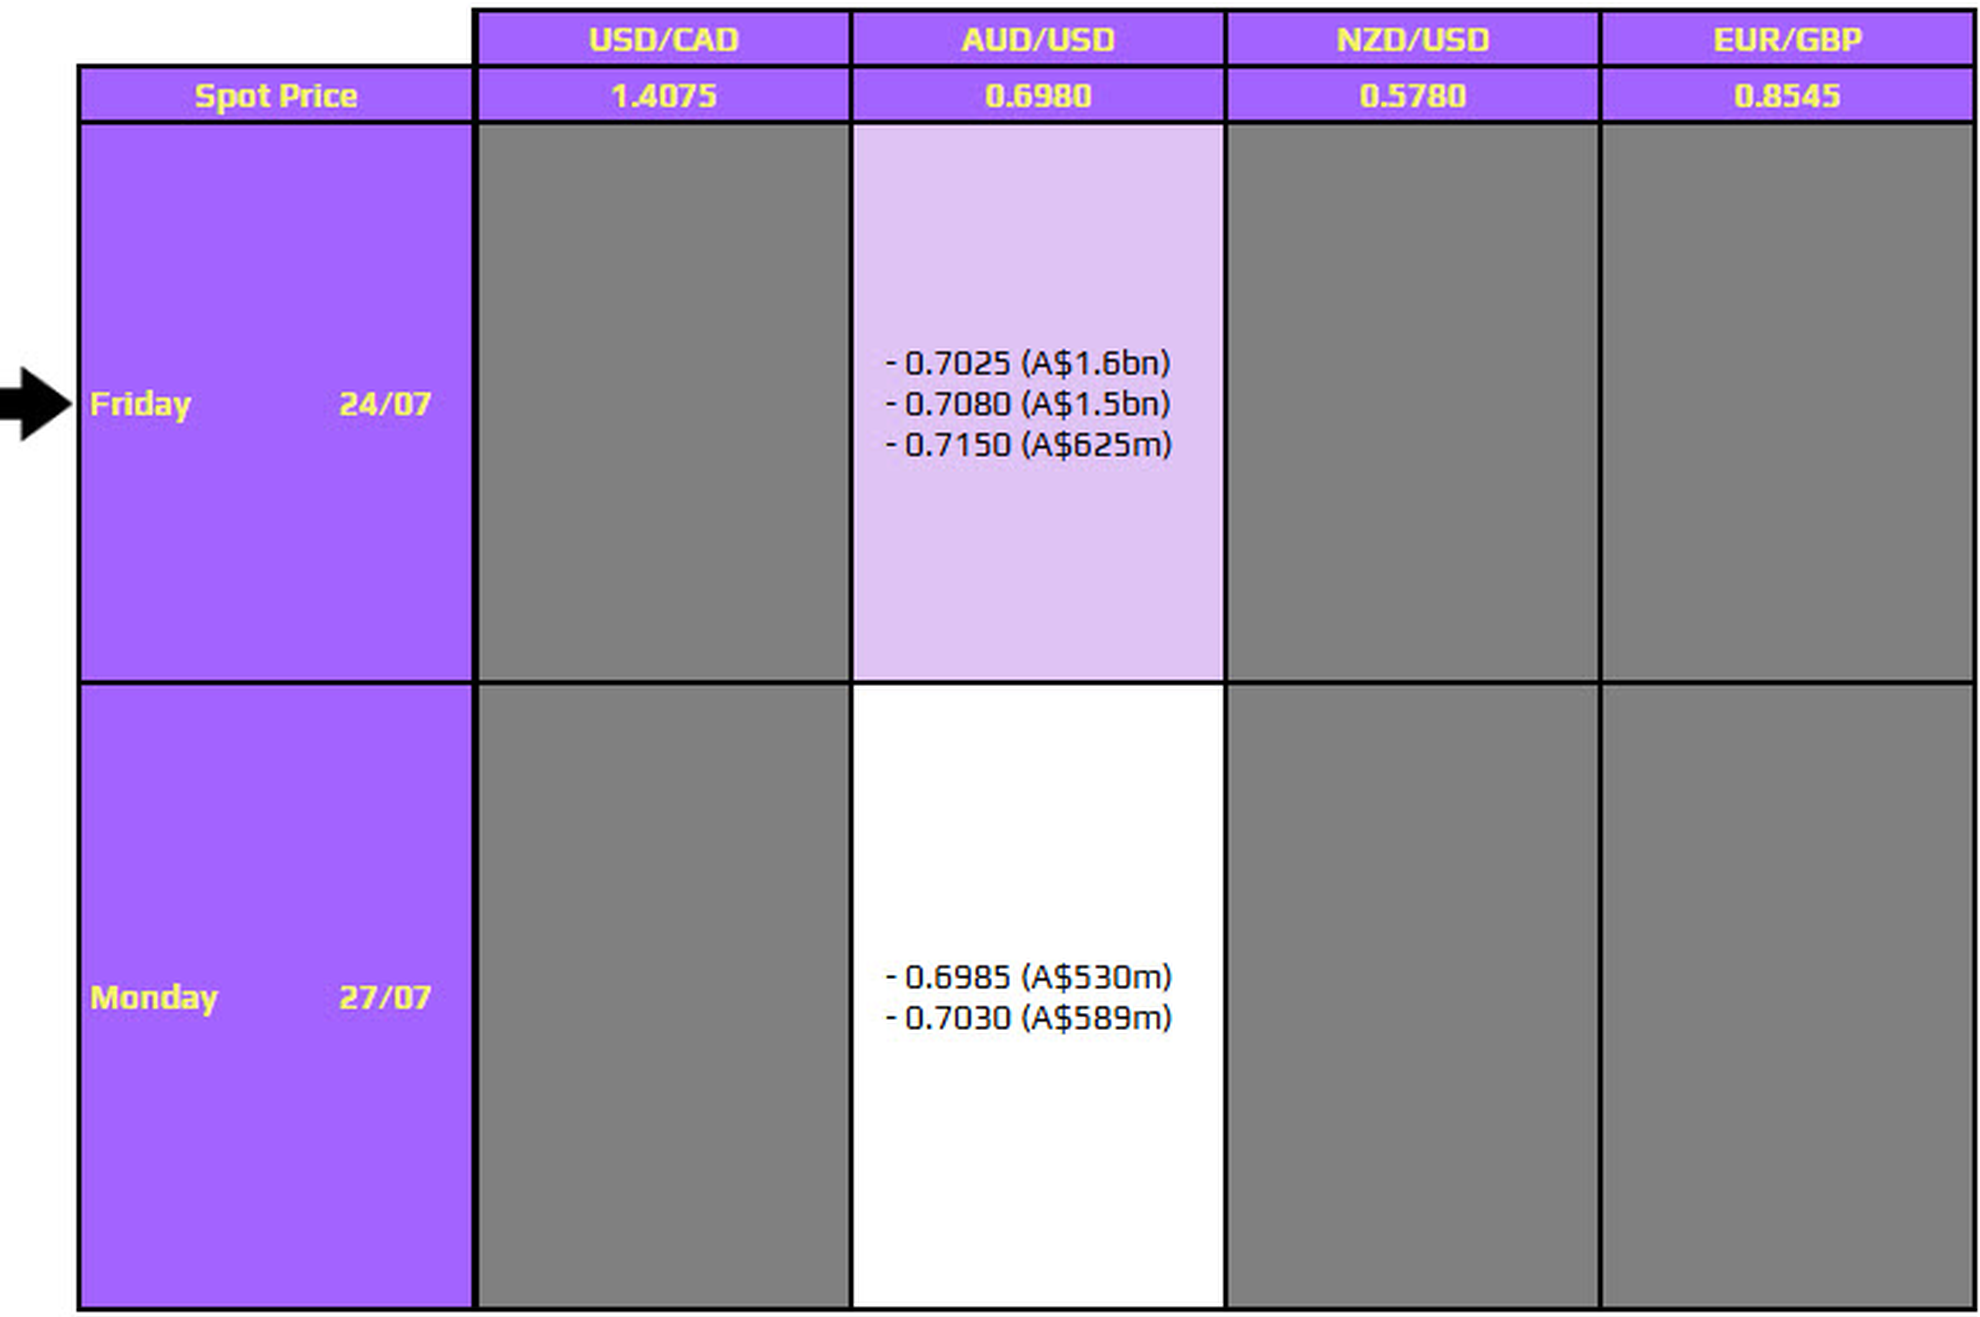 USD/CAD AUD/USD NZD/USD EUR/GBP
Spot Price 1.4075 0.6980 0.5780 0.8545
Friday 24/07
- 0.7025 (A$1.6bn)
- 0.7080 (A$1.5bn)
- 0.7150 (A$625m)
Monday 27/07
- 0.6985 (A$530m)
- 0.7030 (A$589m)